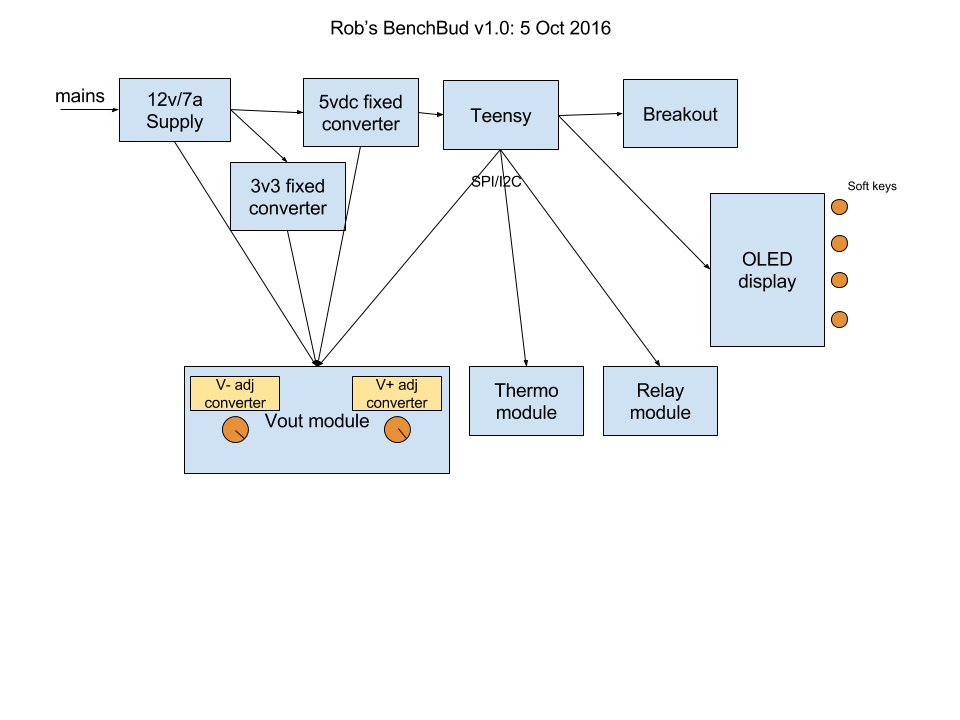 Rob's BenchBud v1.0: 5 Oct 2016
mains
12v/7a
Supply
5vdc fixed
converter
Teensy
Breakout
3v3 fixed
converter
SPI/I2C
Soft keys
OLED
display
V- adj
converter
V+ adj
converter
Vout module
Thermo
module
Relay
module